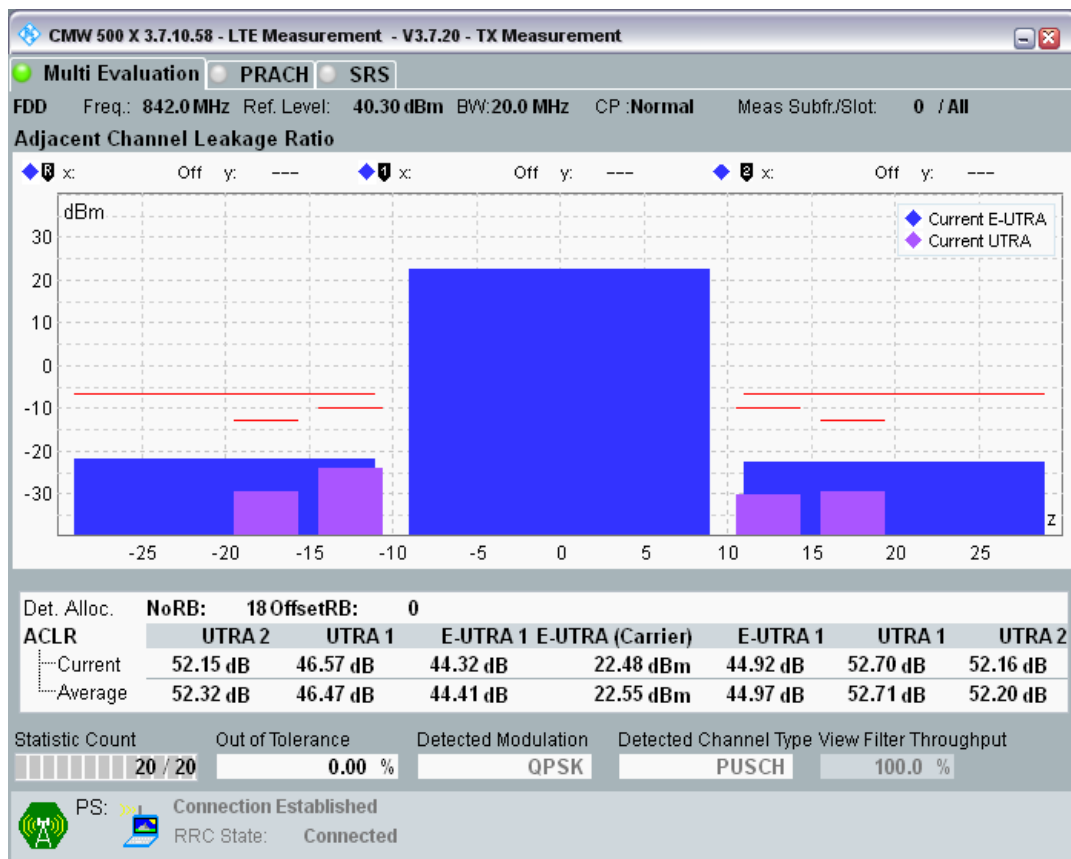 CMW 500 X 3.7.10.58 - LTE Measurement - V3.7.20 - TX Measurement
Multi Evaluation PRACH SRS
FDD Freq.: 842.0 MHz Ref. Level: 40.30 dBm BW:20.0 MHz CP :Normal Meas Subfr./Slot: 0 / All
Adjacent Channel Leakage Ratio
R x: Off y: --- 1 x: Off y: --- 2 x: Off y: ---
dBm
Current E-UTRA
Current UTRA
30
20
10
0
-10
-20
-30
z
-25 -20 -15 -10 -5 0 5 10 15 20 25
Det. Alloc. NoRB: 18 OffsetRB: 0
ACLR UTRA 2 UTRA 1 E-UTRA 1 E-UTRA (Carrier) E-UTRA 1 UTRA 1 UTRA 2
Current 52.15 dB 46.57 dB 44.32 dB 22.48 dBm 44.92 dB 52.70 dB 52.16 dB
Average 52.32 dB 46.47 dB 44.41 dB 22.55 dBm 44.97 dB 52.71 dB 52.20 dB
Statistic Count Out of Tolerance Detected Modulation Detected Channel Type View Filter Throughput
20 / 20 0.00 % QPSK PUSCH 100.0 %
PS: Connection Established
RRC State: Connected